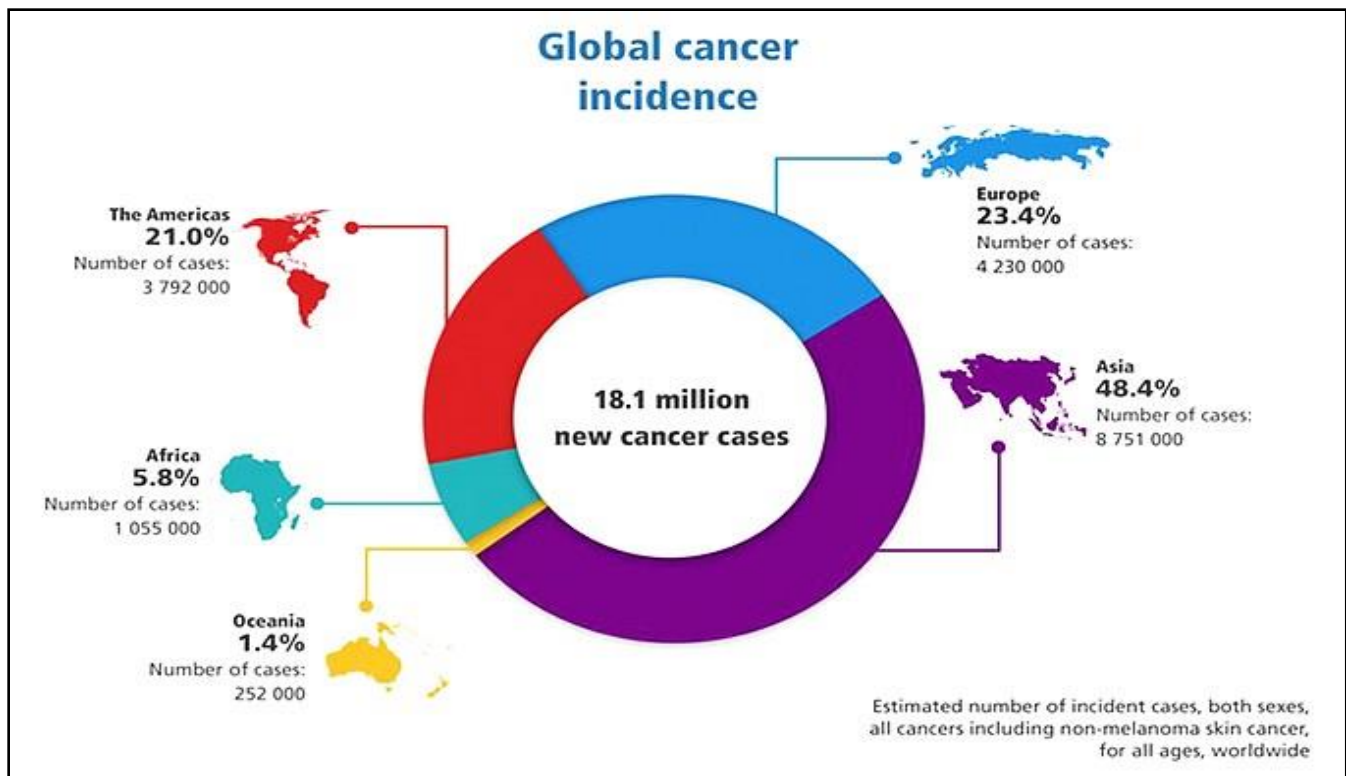 Global cancer
incidence
Europe
23.4%
Number of cases:
4 230 000
The Americas
21.0%
Number of cases:
3 792 000
18.1 million
new cancer cases
Asia
48.4%
Number of cases:
8 751 000
Africa
5.8%
Number of cases:
1 055 000
Oceania
1.4%
Number of cases:
252 000
Estimated number of incident cases, both sexes,
all cancers including non-melanoma skin cancer,
for all ages, worldwide